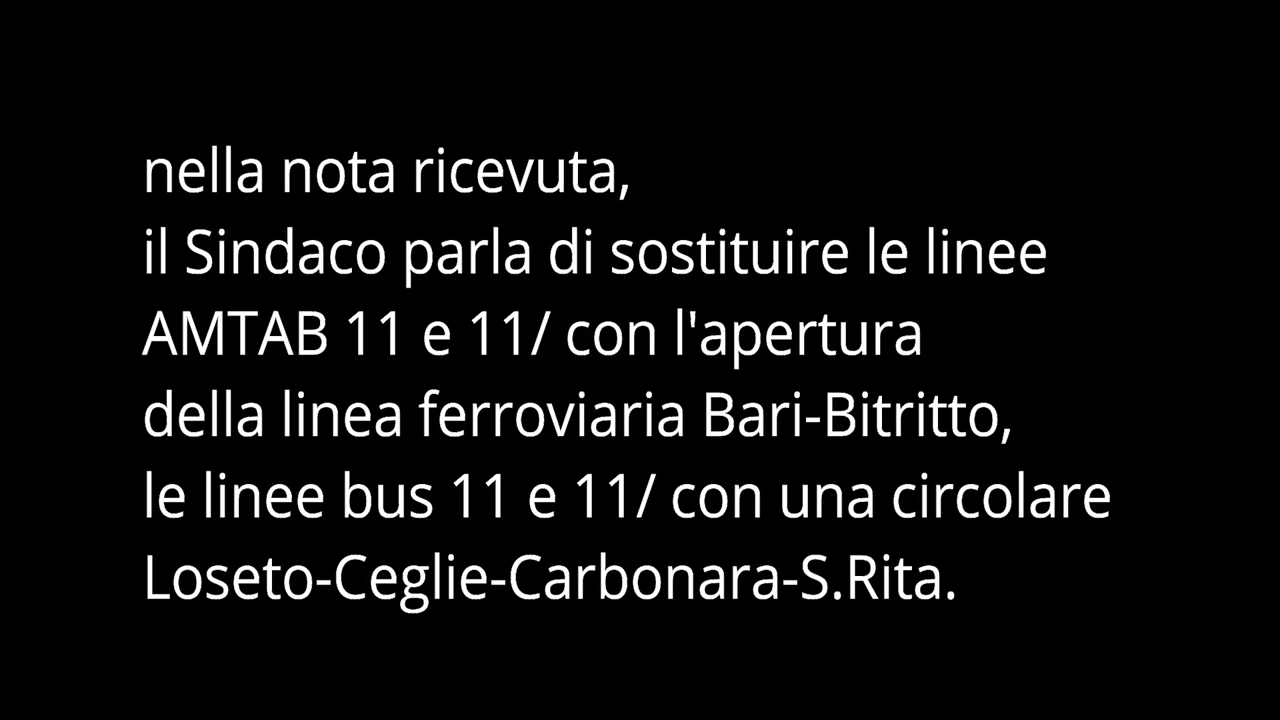 nella nota ricevuta,
il Sindaco parla di sostituire le linee
AMTAB 11 e 11/ con l'apertura
della linea ferroviaria Bari-Bitritto,
le linee bus 11 e 11/ con una circolare
Loseto-Ceglie-Carbonara-S.Rita.